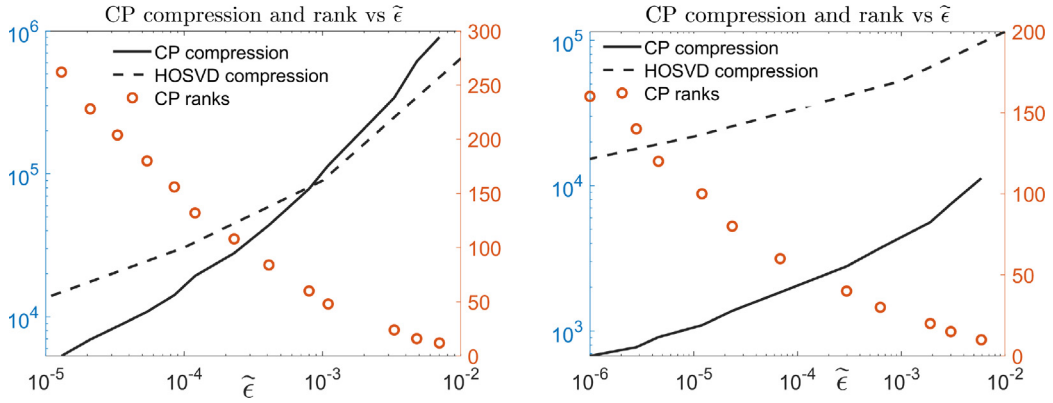 CP compression and rank vs ϵ̃
10^6
10^5
10^4
300
250
200
150
100
50
0
CP compression
HOSVD compression
CP ranks
10^-5 10^-4 10^-3 10^-2
ϵ̃
CP compression and rank vs ϵ̃
10^5
10^4
10^3
200
150
100
50
0
CP compression
HOSVD compression
CP ranks
10^-6 10^-5 10^-4 10^-3 10^-2
ϵ̃